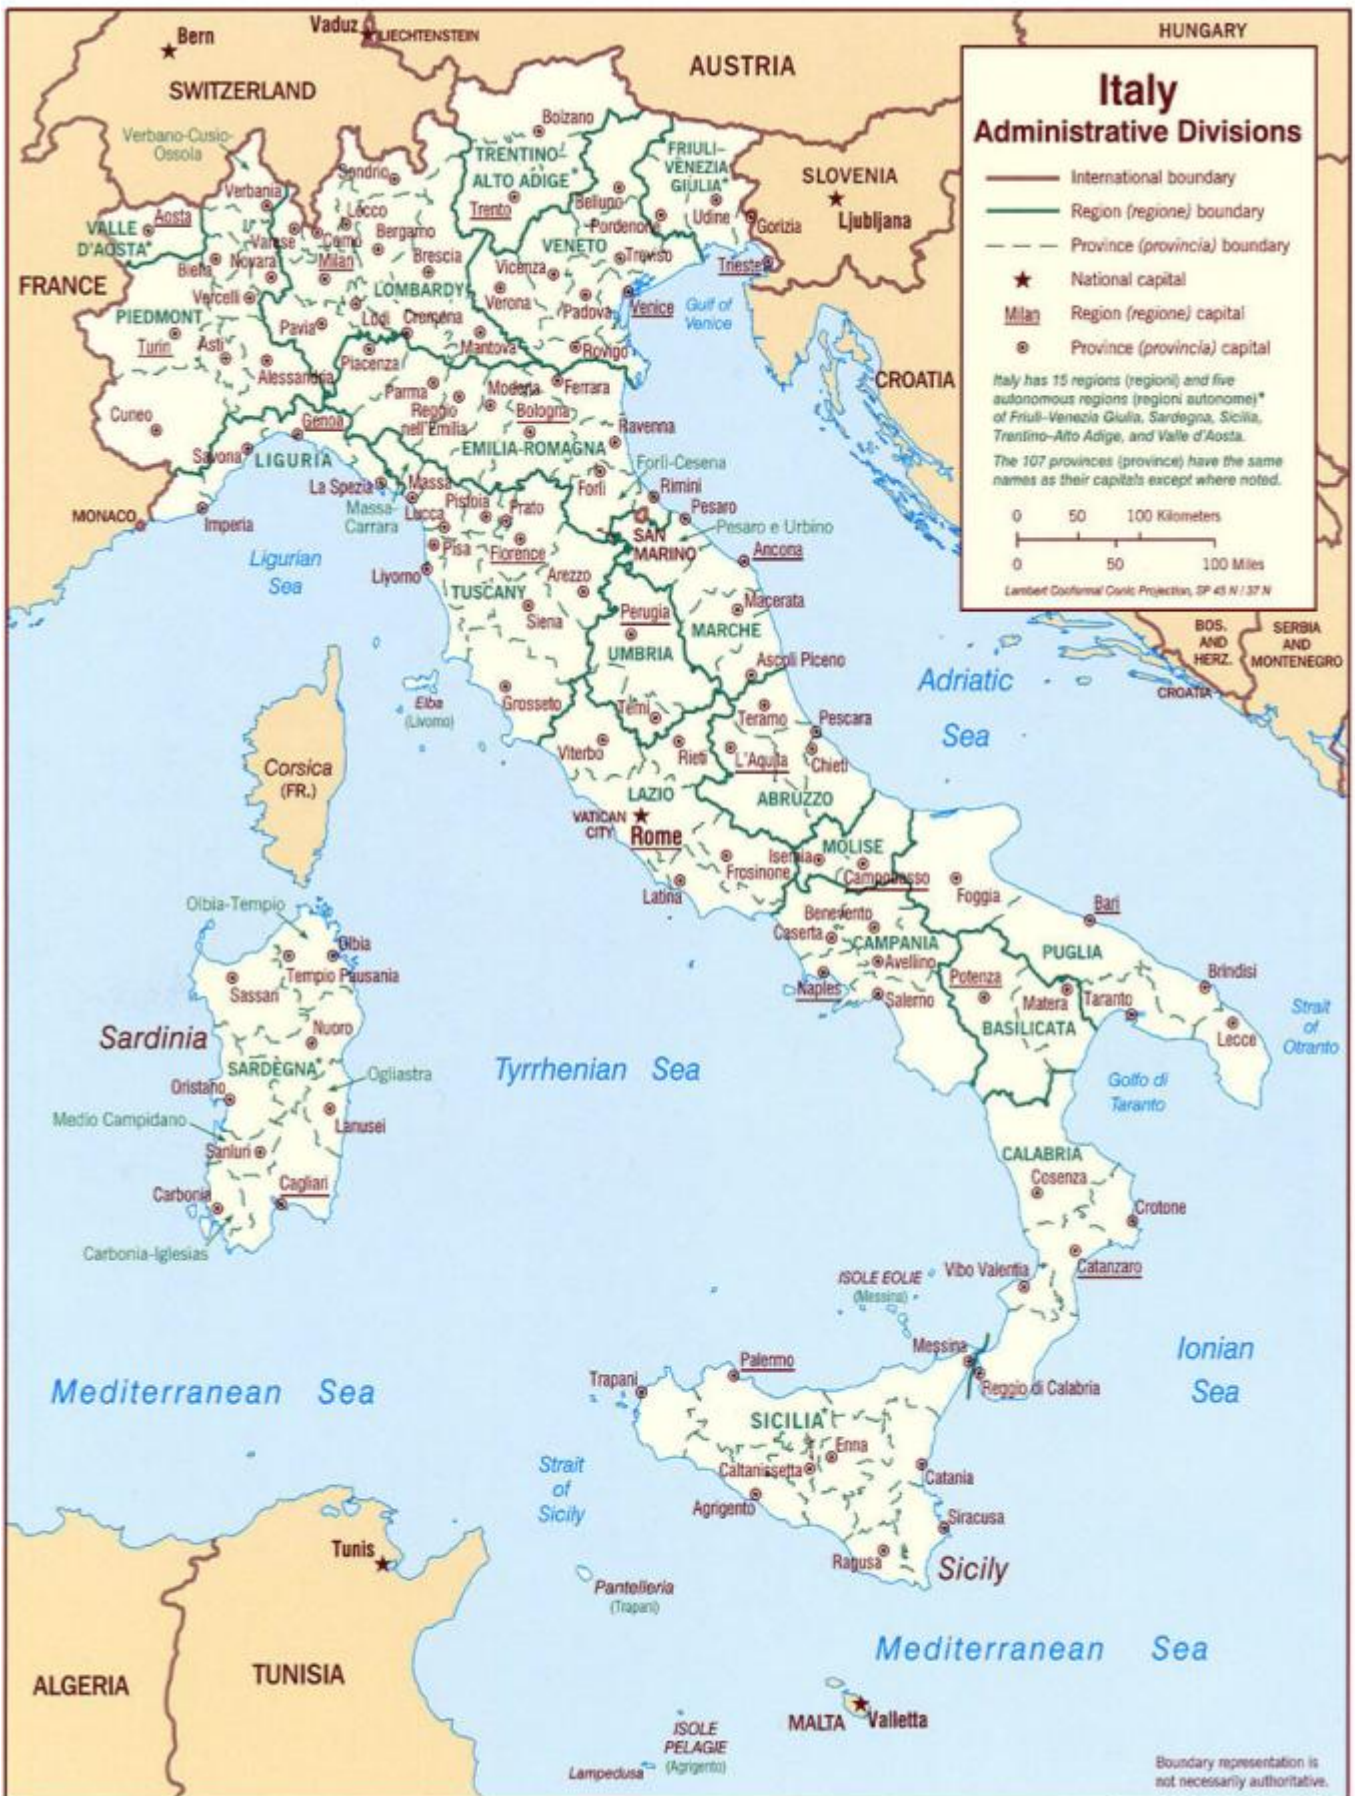 Bern
Vaduz
LIECHTENSTEIN
SWITZERLAND
AUSTRIA
HUNGARY
Italy
Administrative Divisions
International boundary
Region (regione) boundary
Province (provincia) boundary
National capital
Milan
Region (regione) capital
Province (provincia) capital
Italy has 15 regions (regioni) and five
autonomous regions (regioni autonome)*
of Friuli-Venezia Giulia, Sardegna, Sicilia,
Trentino-Alto Adige, and Valle d'Aosta.
The 107 provinces (province) have the same
names as their capitals except where noted.
0 50 100 Kilometers
0 50 100 Miles
Lambert Conformal Conic Projection, SP 45 N / 37 N
Verbano-Cusio-
Ossola
Bolzano
TRENTINO-
ALTO ADIGE*
FRIULI-
VENEZIA
GIULIA*
SLOVENIA
Ljubljana
Sondrio
Verbania
Trento
Belluno
Pordenone
Udine
Gorizia
Aosta
VALLE
D'AOSTA*
Lecco
Varese
Como
Bergamo
VENETO
Treviso
Trieste
Biella
Novara
Milan
Brescia
Vicenza
FRANCE
Vercelli
LOMBARDY
Verona
Padova
Venice
Gulf of
Venice
PIEDMONT
Pavia
Lodi
Cremona
Mantova
Rovigo
Turin
Asti
Alessandria
Piacenza
CROATIA
Parma
Modena
Ferrara
Reggio
nell'Emilia
Bologna
Cuneo
Genoa
Ravenna
Savona
LIGURIA
EMILIA-ROMAGNA
Forlì-Cesena
La Spezia
Massa
Forlì
Rimini
Massa-
Carrara
Lucca
Pistoia
Prato
Pesaro
MONACO
Imperia
SAN
MARINO
Pesaro e Urbino
Pisa
Florence
Ancona
Ligurian
Sea
Livorno
Arezzo
TUSCANY
Siena
Perugia
Macerata
MARCHE
UMBRIA
BOS.
AND
HERZ.
SERBIA
AND
MONTENEGRO
CROATIA
Ascoli Piceno
Adriatic
Sea
Elba
(Livorno)
Grosseto
Terni
Teramo
Pescara
Corsica
(FR.)
Viterbo
Rieti
L'Aquila
Chieti
LAZIO
ABRUZZO
VATICAN
CITY
Rome
MOLISE
Isernia
Campobasso
Frosinone
Latina
Foggia
Olbia-Tempio
Bari
Benevento
Caserta
CAMPANIA
PUGLIA
Olbia
Tempio Pausania
Sassari
Avellino
Potenza
Brindisi
Naples
Salerno
Matera
Taranto
Strait
of
Otranto
Sardinia
Nuoro
BASILICATA
Lecce
SARDEGNA*
Ogliastra
Tyrrhenian Sea
Oristano
Golfo di
Taranto
Medio Campidano
Lanusei
Sanluri
CALABRIA
Carbonia
Cagliari
Cosenza
Crotone
Carbonia-Iglesias
Catanzaro
ISOLE EOLIE
(Messina)
Vibo Valentia
Messina
Reggio di Calabria
Ionian
Sea
Mediterranean Sea
Trapani
Palermo
SICILIA*
Enna
Caltanissetta
Catania
Strait
of
Sicily
Agrigento
Siracusa
Ragusa
Sicily
Tunis
Pantelleria
(Trapani)
Mediterranean Sea
ALGERIA
TUNISIA
MALTA
Valletta
ISOLE
PELAGIE
(Agrigento)
Lampedusa
Boundary representation is
not necessarily authoritative.